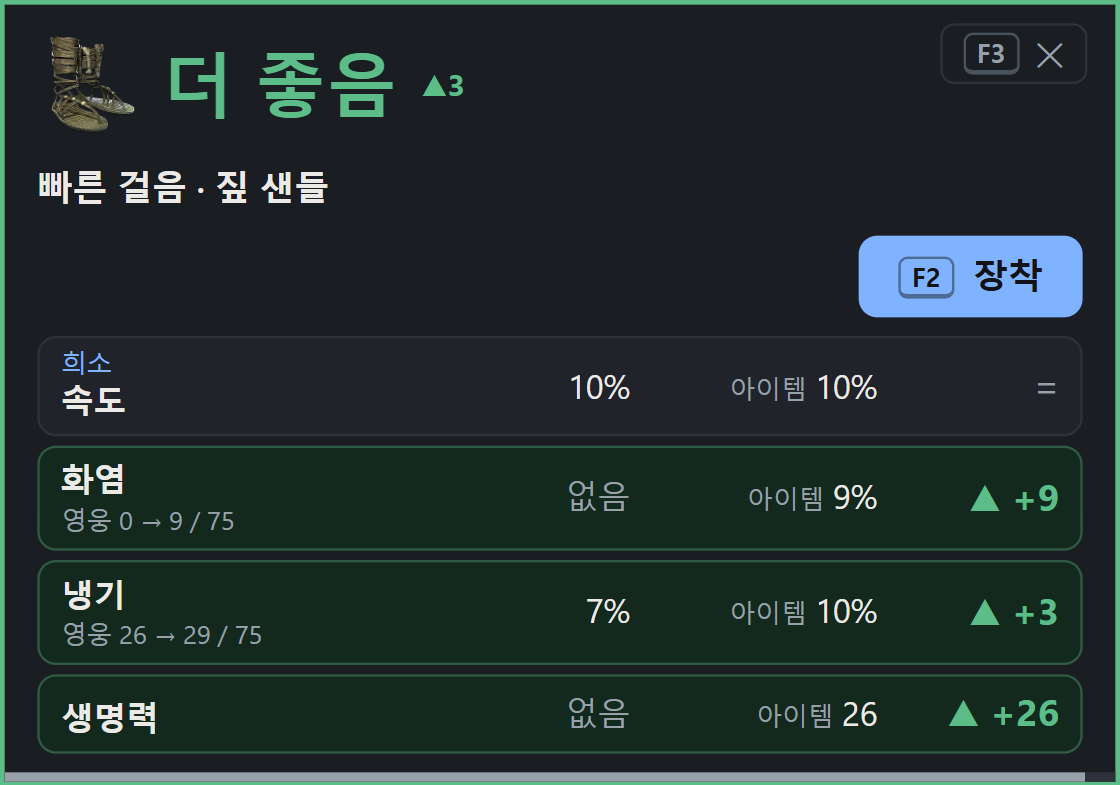 더 좋음 ▲3
F3 ×
빠른 걸음 · 짚 샌들
F2 장착
희소
속도 10% 아이템 10% =
화염 없음 아이템 9% ▲ +9
영웅 0 → 9 / 75
냉기 7% 아이템 10% ▲ +3
영웅 26 → 29 / 75
생명력 없음 아이템 26 ▲ +26